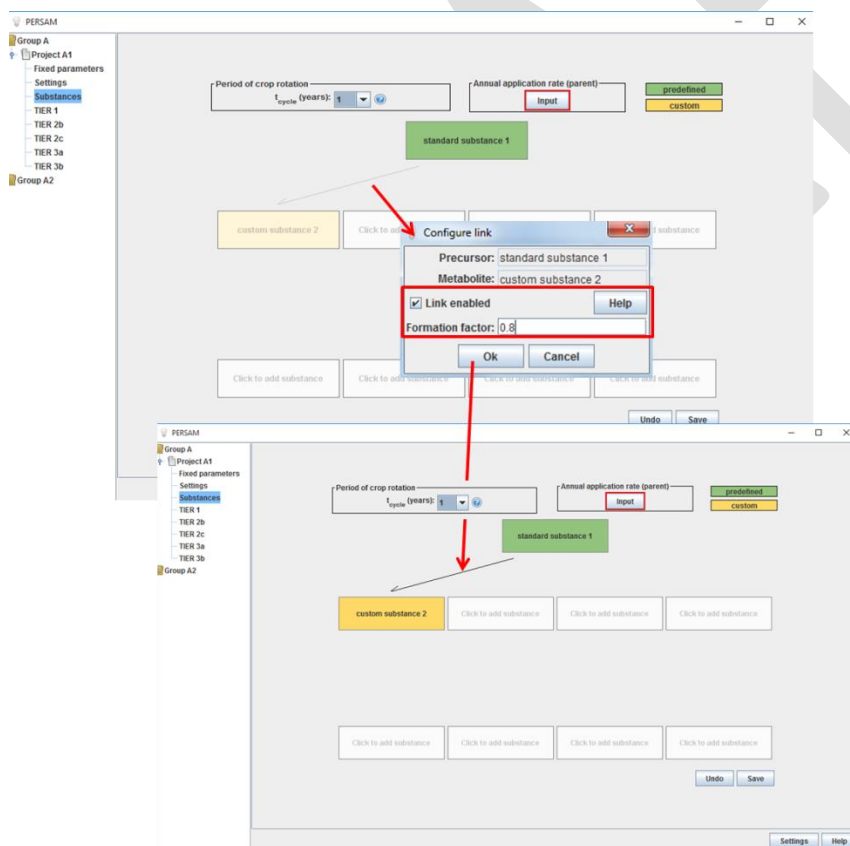 PERSAM
Group A
Project A1
Fixed parameters
Settings
Substances
TIER 1
TIER 2b
TIER 2c
TIER 3a
TIER 3b
Group A2
Period of crop rotation
tcycle (years): 1
Annual application rate (parent)
Input
predefined
custom
standard substance 1
custom substance 2
Click to ad
substance
Configure link
Precursor: standard substance 1
Metabolite: custom substance 2
Link enabled
Help
Formation factor: 0.8
Ok Cancel
Click to add substance Click to add substance Click to add substance Click to add substance
Undo Save
PERSAM
Group A
Project A1
Fixed parameters
Settings
Substances
TIER 1
TIER 2b
TIER 2c
TIER 3a
TIER 3b
Group A2
Period of crop rotation
tcycle (years): 1
Annual application rate (parent)
Input
predefined
custom
standard substance 1
custom substance 2 Click to add substance Click to add substance Click to add substance
Click to add substance Click to add substance Click to add substance Click to add substance
Undo Save
Settings Help